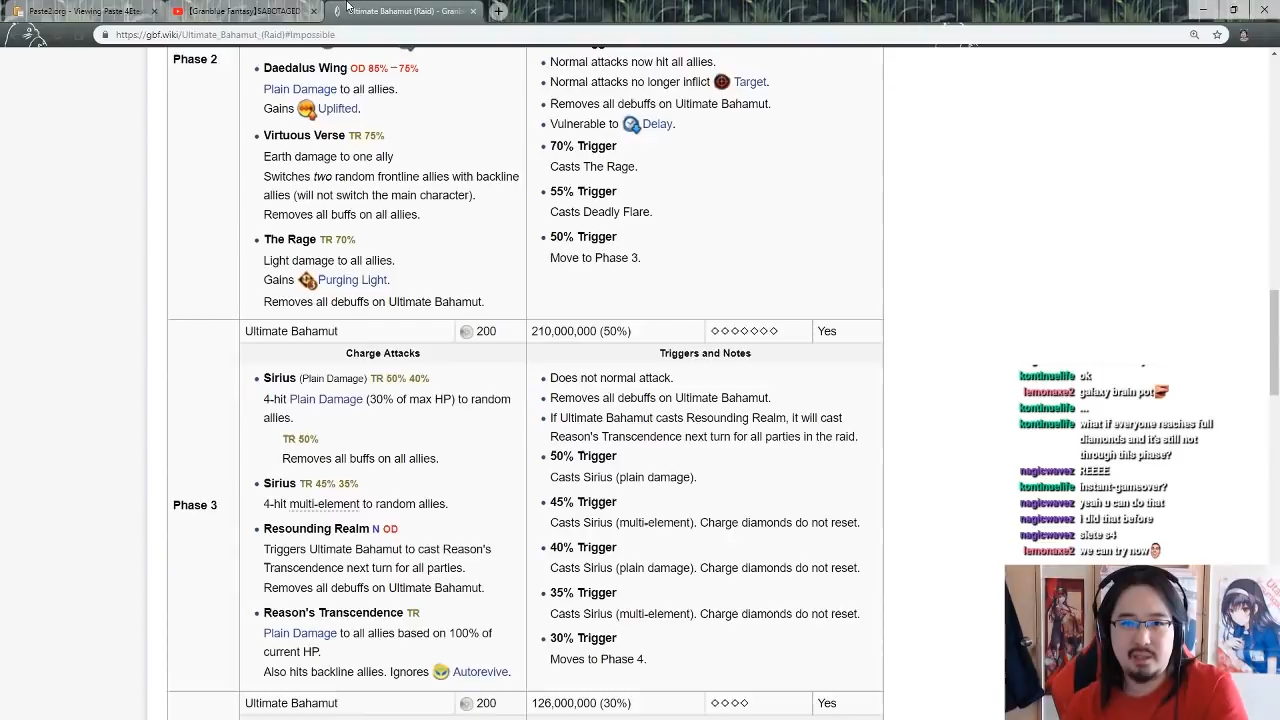 Paste2.org - Viewing Paste 4Ete
[Granblue Fantasy] SABOTAGED
Ultimate Bahamut (Raid) - Granb
https://gbf.wiki/Ultimate_Bahamut_(Raid)#Impossible
Phase 2
Daedalus Wing OD 85% – 75%
Plain Damage to all allies.
Gains Uplifted.
Virtuous Verse TR 75%
Earth damage to one ally
Switches two random frontline allies with backline
allies (will not switch the main character).
Removes all buffs on all allies.
The Rage TR 70%
Light damage to all allies.
Gains Purging Light.
Removes all debuffs on Ultimate Bahamut.
Normal attacks now hit all allies.
Normal attacks no longer inflict Target.
Removes all debuffs on Ultimate Bahamut.
Vulnerable to Delay.
70% Trigger
Casts The Rage.
55% Trigger
Casts Deadly Flare.
50% Trigger
Move to Phase 3.
Ultimate Bahamut 200 210,000,000 (50%) ◇◇◇◇◇◇◇ Yes
Charge Attacks
Triggers and Notes
Phase 3
Sirius (Plain Damage) TR 50% 40%
4-hit Plain Damage (30% of max HP) to random
allies.
TR 50%
Removes all buffs on all allies.
Sirius TR 45% 35%
4-hit multi-element to random allies.
Resounding Realm N OD
Triggers Ultimate Bahamut to cast Reason's
Transcendence next turn for all parties.
Removes all debuffs on Ultimate Bahamut.
Reason's Transcendence TR
Plain Damage to all allies based on 100% of
current HP.
Also hits backline allies. Ignores Autorevive.
Does not normal attack.
Removes all debuffs on Ultimate Bahamut.
If Ultimate Bahamut casts Resounding Realm, it will cast
Reason's Transcendence next turn for all parties in the raid.
50% Trigger
Casts Sirius (plain damage).
45% Trigger
Casts Sirius (multi-element). Charge diamonds do not reset.
40% Trigger
Casts Sirius (plain damage). Charge diamonds do not reset.
35% Trigger
Casts Sirius (multi-element). Charge diamonds do not reset.
30% Trigger
Moves to Phase 4.
Ultimate Bahamut 200 126,000,000 (30%) ◇◇◇◇ Yes
kontinuelife ok
lemonaxe2 galaxy brain pot
kontinuelife ...
kontinuelife what if everyone reaches full
diamonds and it's still not
through this phase?
nagicwavez REEEE
kontinuelife instant-gameover?
nagicwavez yeah u can do that
nagicwavez i did that before
nagicwavez siete s4
lemonaxe2 we can try now